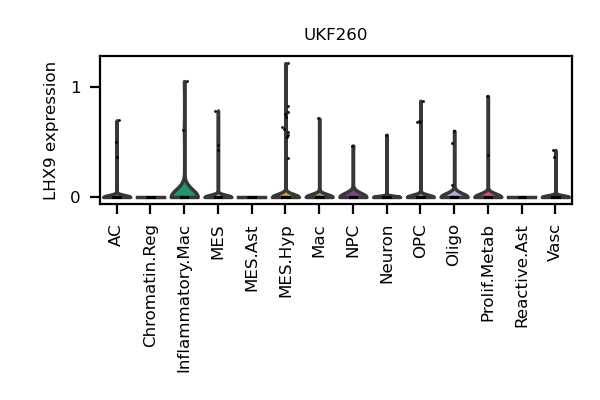 UKF260
LHX9 expression
1
0
AC
Chromatin.Reg
Inflammatory.Mac
MES
MES.Ast
MES.Hyp
Mac
NPC
Neuron
OPC
Oligo
Prolif.Metab
Reactive.Ast
Vasc